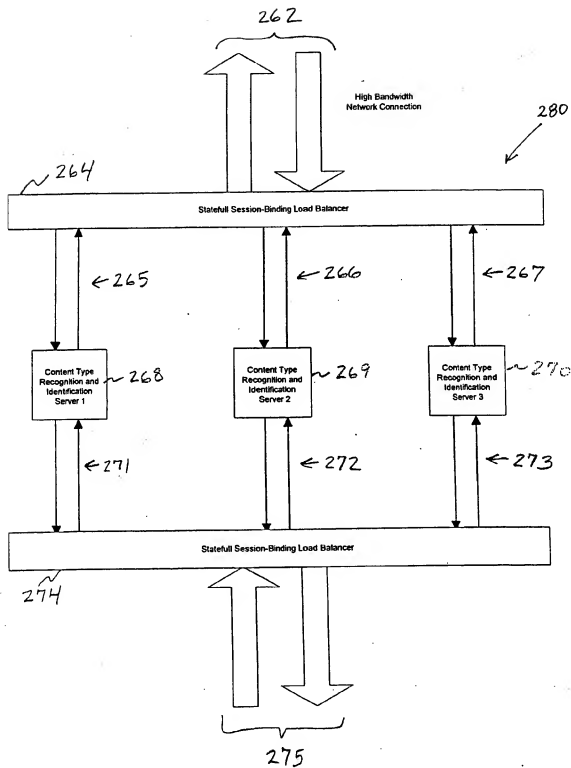 262
High Bandwidth
Network Connection
280
264
Statefull Session-Binding Load Balancer
265
266
267
Content Type
Recognition and
Identification
Server 1
268
Content Type
Recognition and
Identification
Server 2
269
Content Type
Recognition and
Identification
Server 3
270
271
272
273
Statefull Session-Binding Load Balancer
274
275